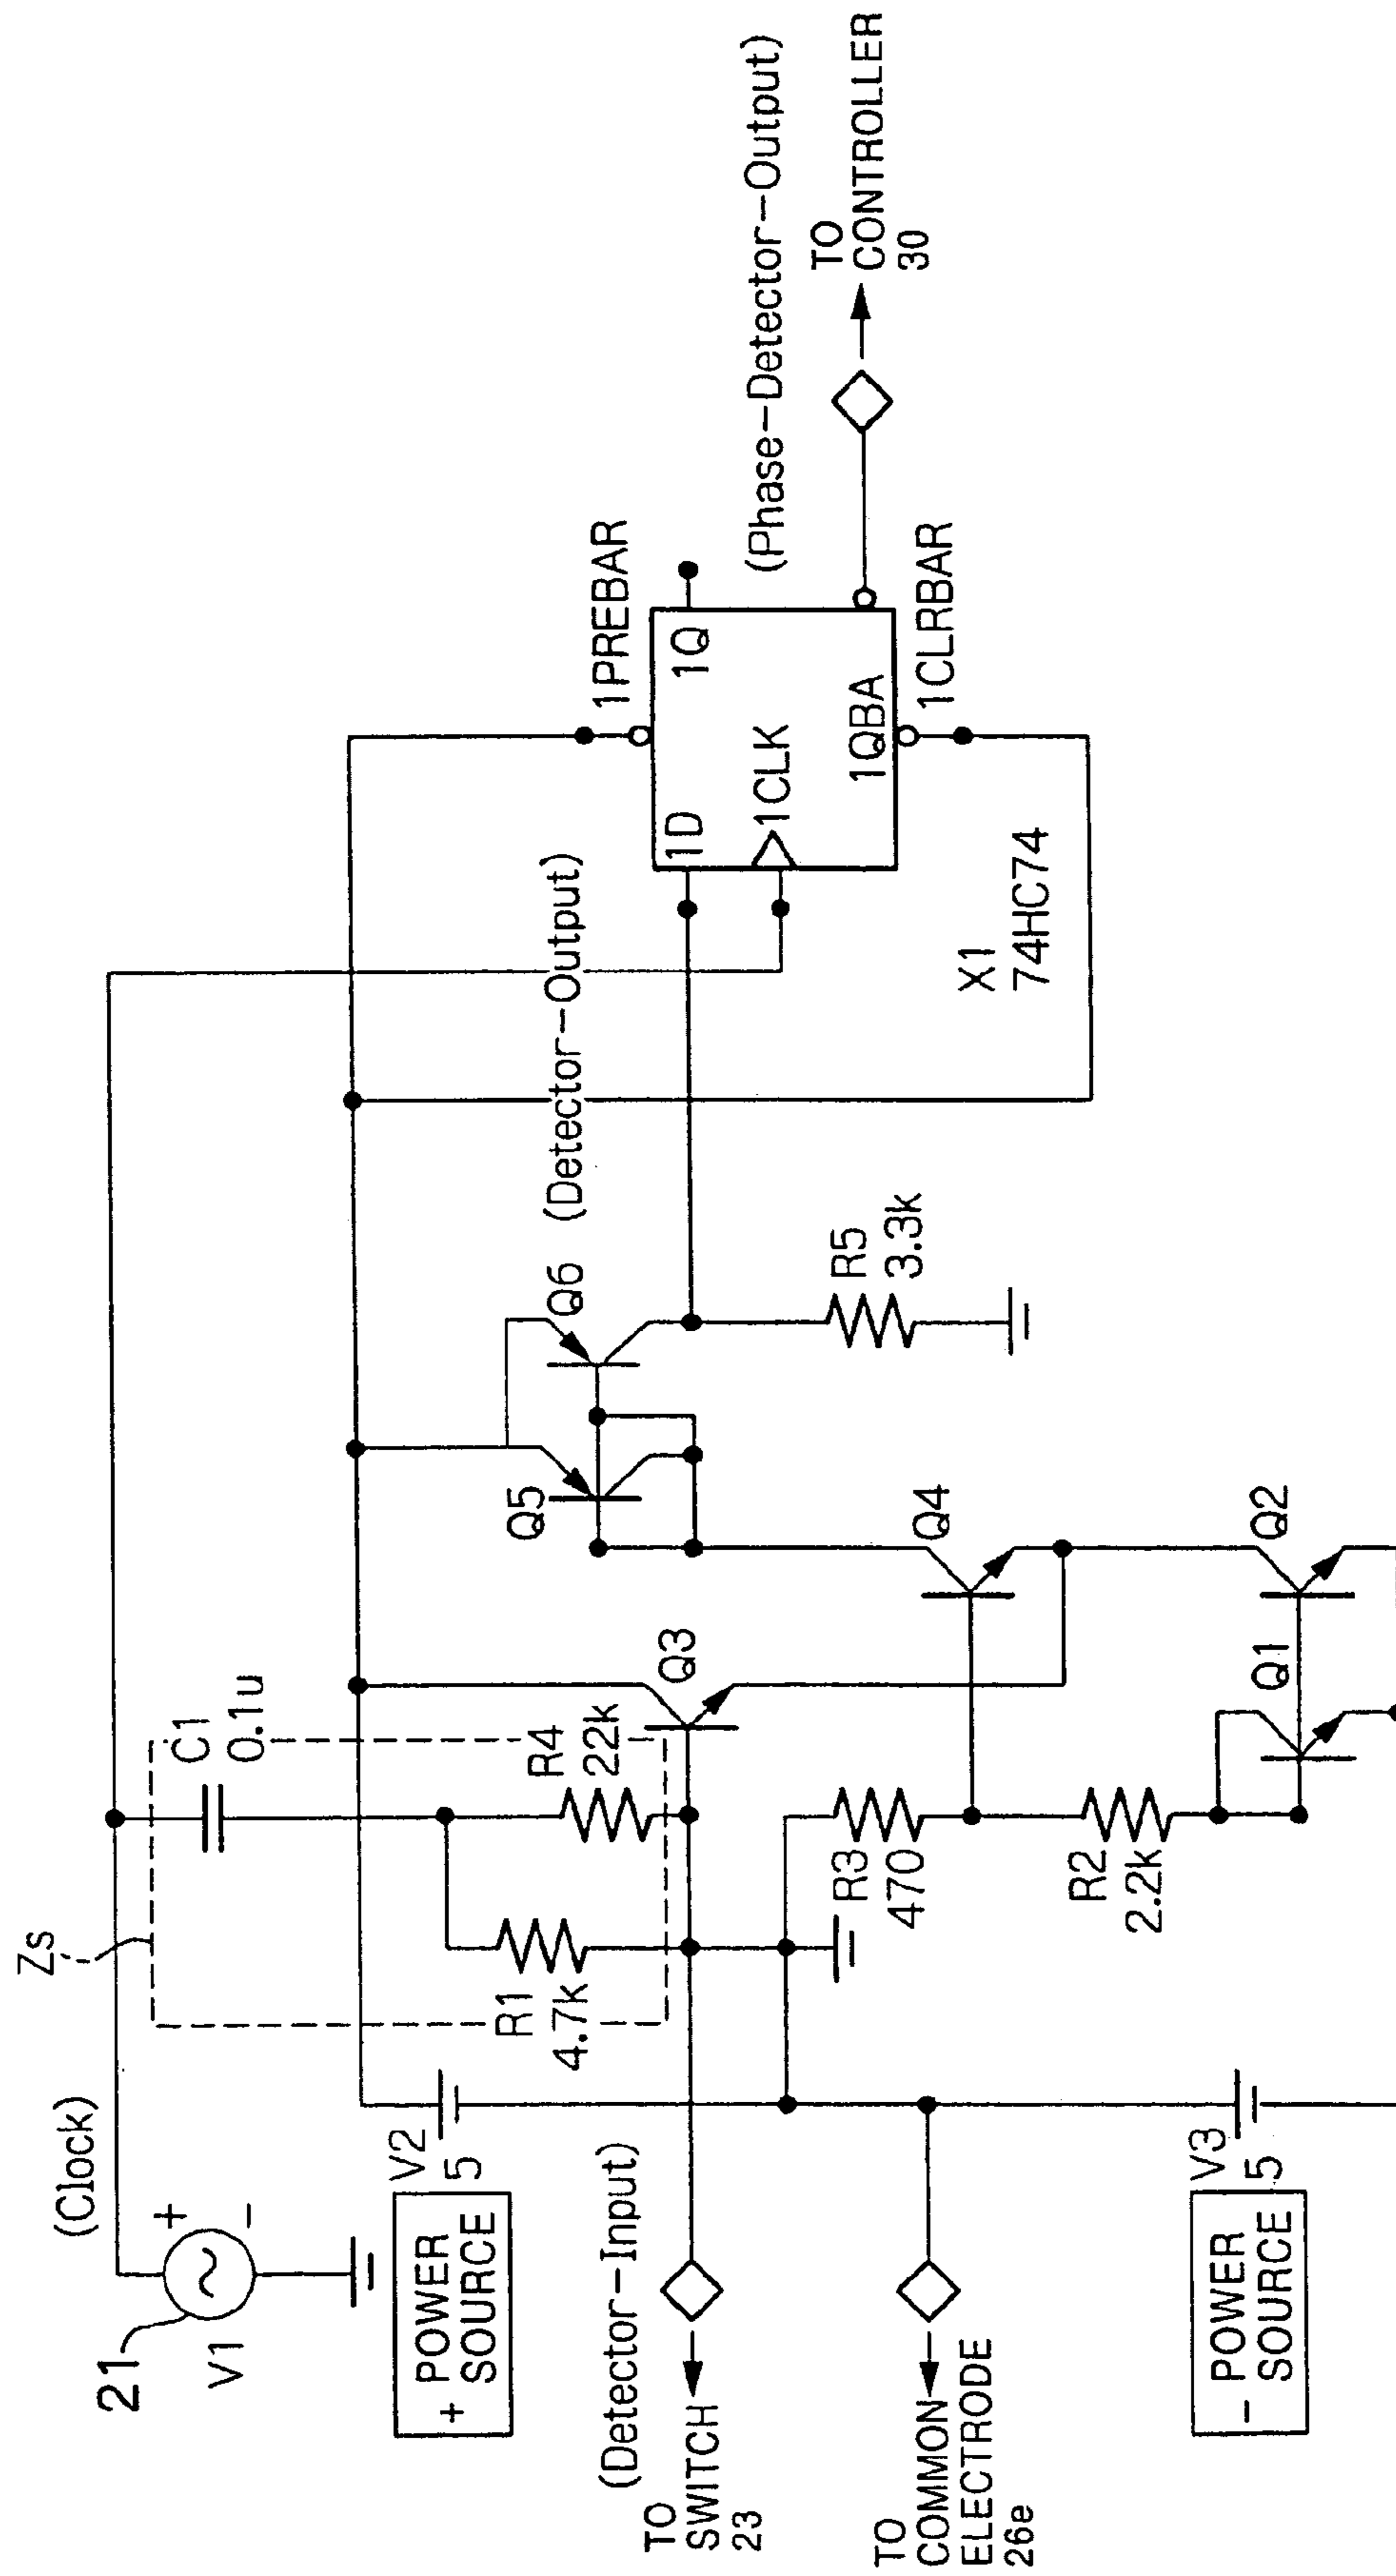 21
V1
(Clock)
+
-
Zs
C1
0.1u
+ POWER
SOURCE
V2
5
R1
4.7k
R4
22k
Q3
Q5
Q6
(Detector-Output)
1PREBAR
1D
1Q
1CLK
1QBA
1CLRBAR
X1
74HC74
(Phase-Detector-Output)
TO
CONTROLLER
30
(Detector-Input)
TO
SWITCH
23
TO
COMMON
ELECTRODE
26e
R3
470
R5
3.3k
Q4
R2
2.2k
Q1
Q2
- POWER
SOURCE
V3
5